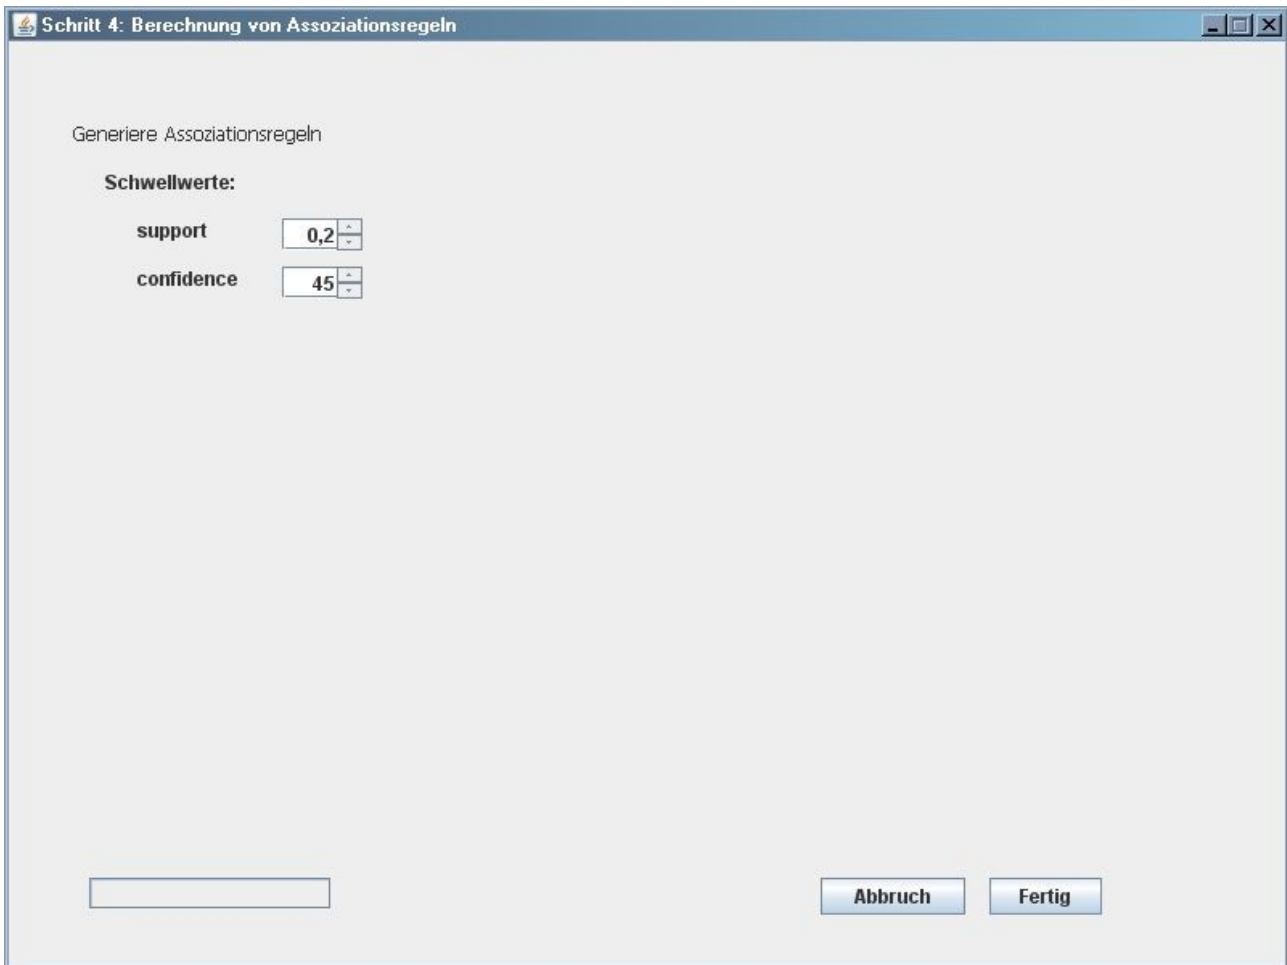 Schritt 4: Berechnung von Assoziationsregeln
Generiere Assoziationsregeln
Schwellwerte:
support 0,2
confidence 45
Abbruch Fertig